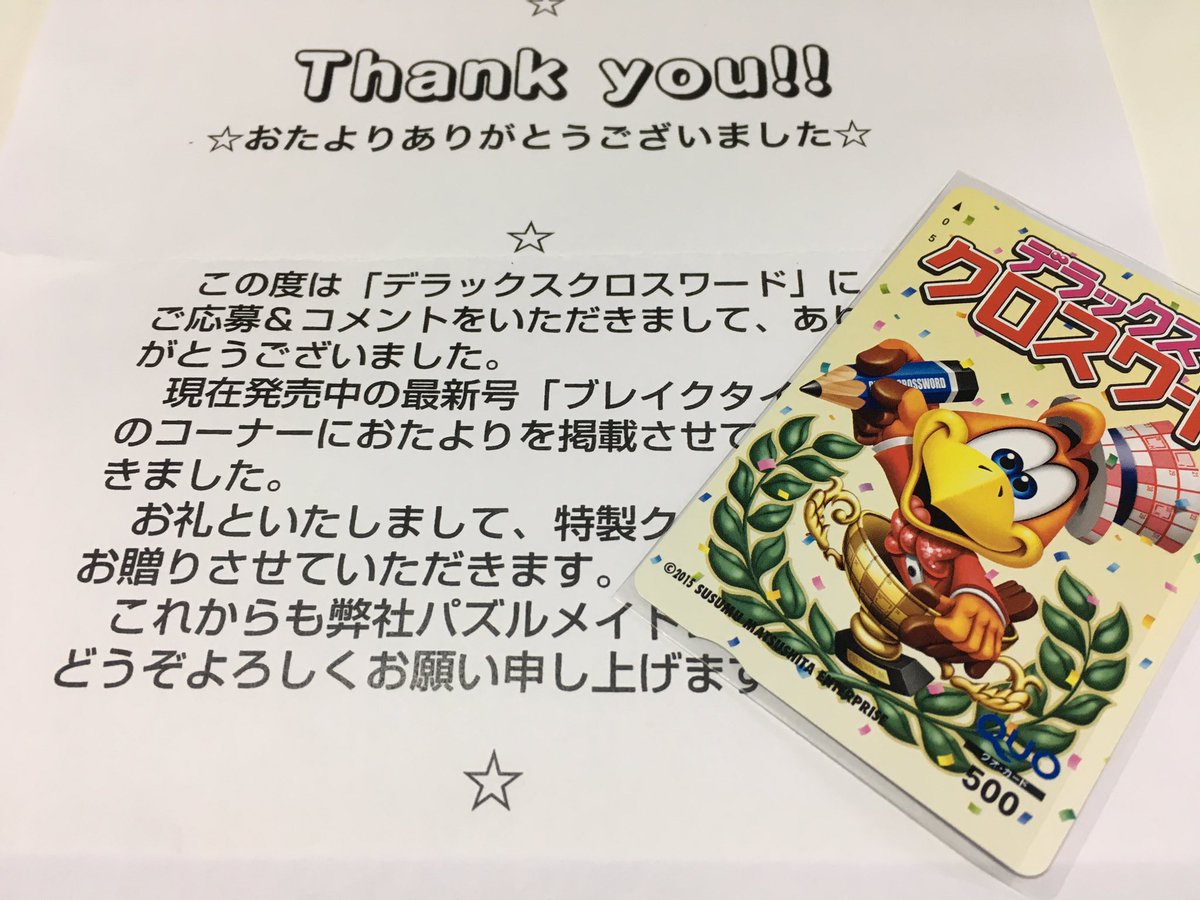 Thank you!!
☆おたよりありがとうございました☆
この度は「デラックスクロスワード」に
ご応募&コメントをいただきまして、あり
がとうございました。
現在発売中の最新号「ブレイクタイ
のコーナーにおたよりを掲載させて
きました。
お礼といたしまして、特製ク
お贈りさせていただきます。
これからも弊社パズルメイト
どうぞよろしくお願い申し上げます
05
デラックス
クロスワー
CROSSWORD
©2015 SUSUMU MATSUSHITA ENTERPRISE
QUO
クオ・カード
500